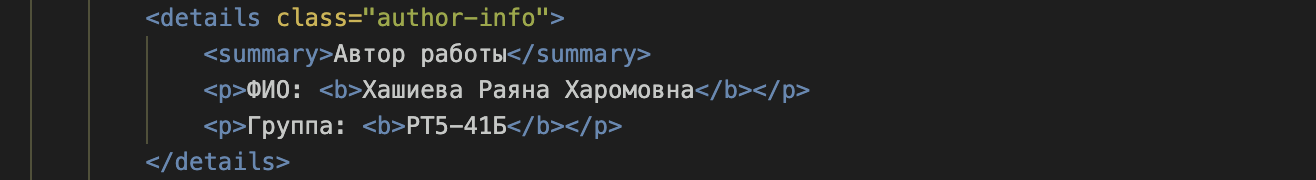 <details class="author-info">
<summary>Автор работы</summary>
<p>ФИО: <b>Хашиева Раяна Харомовна</b></p>
<p>Группа: <b>РТ5-41Б</b></p>
</details>